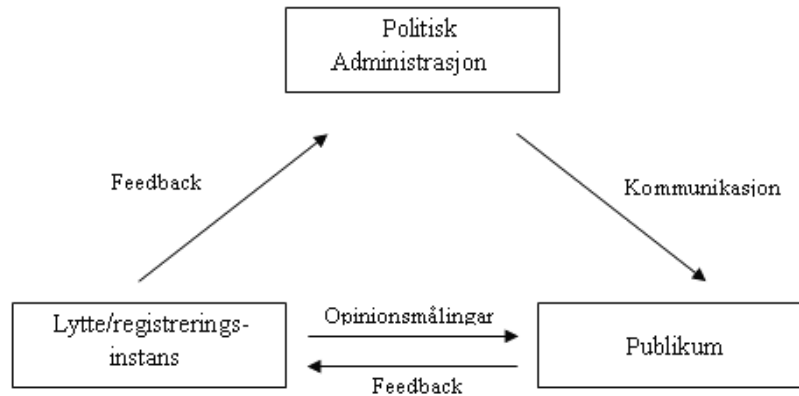 Politisk
Administrasjon
Feedback
Kommunikasjon
Lytte/registrerings-
instans
Opinionsmålingar
Feedback
Publikum